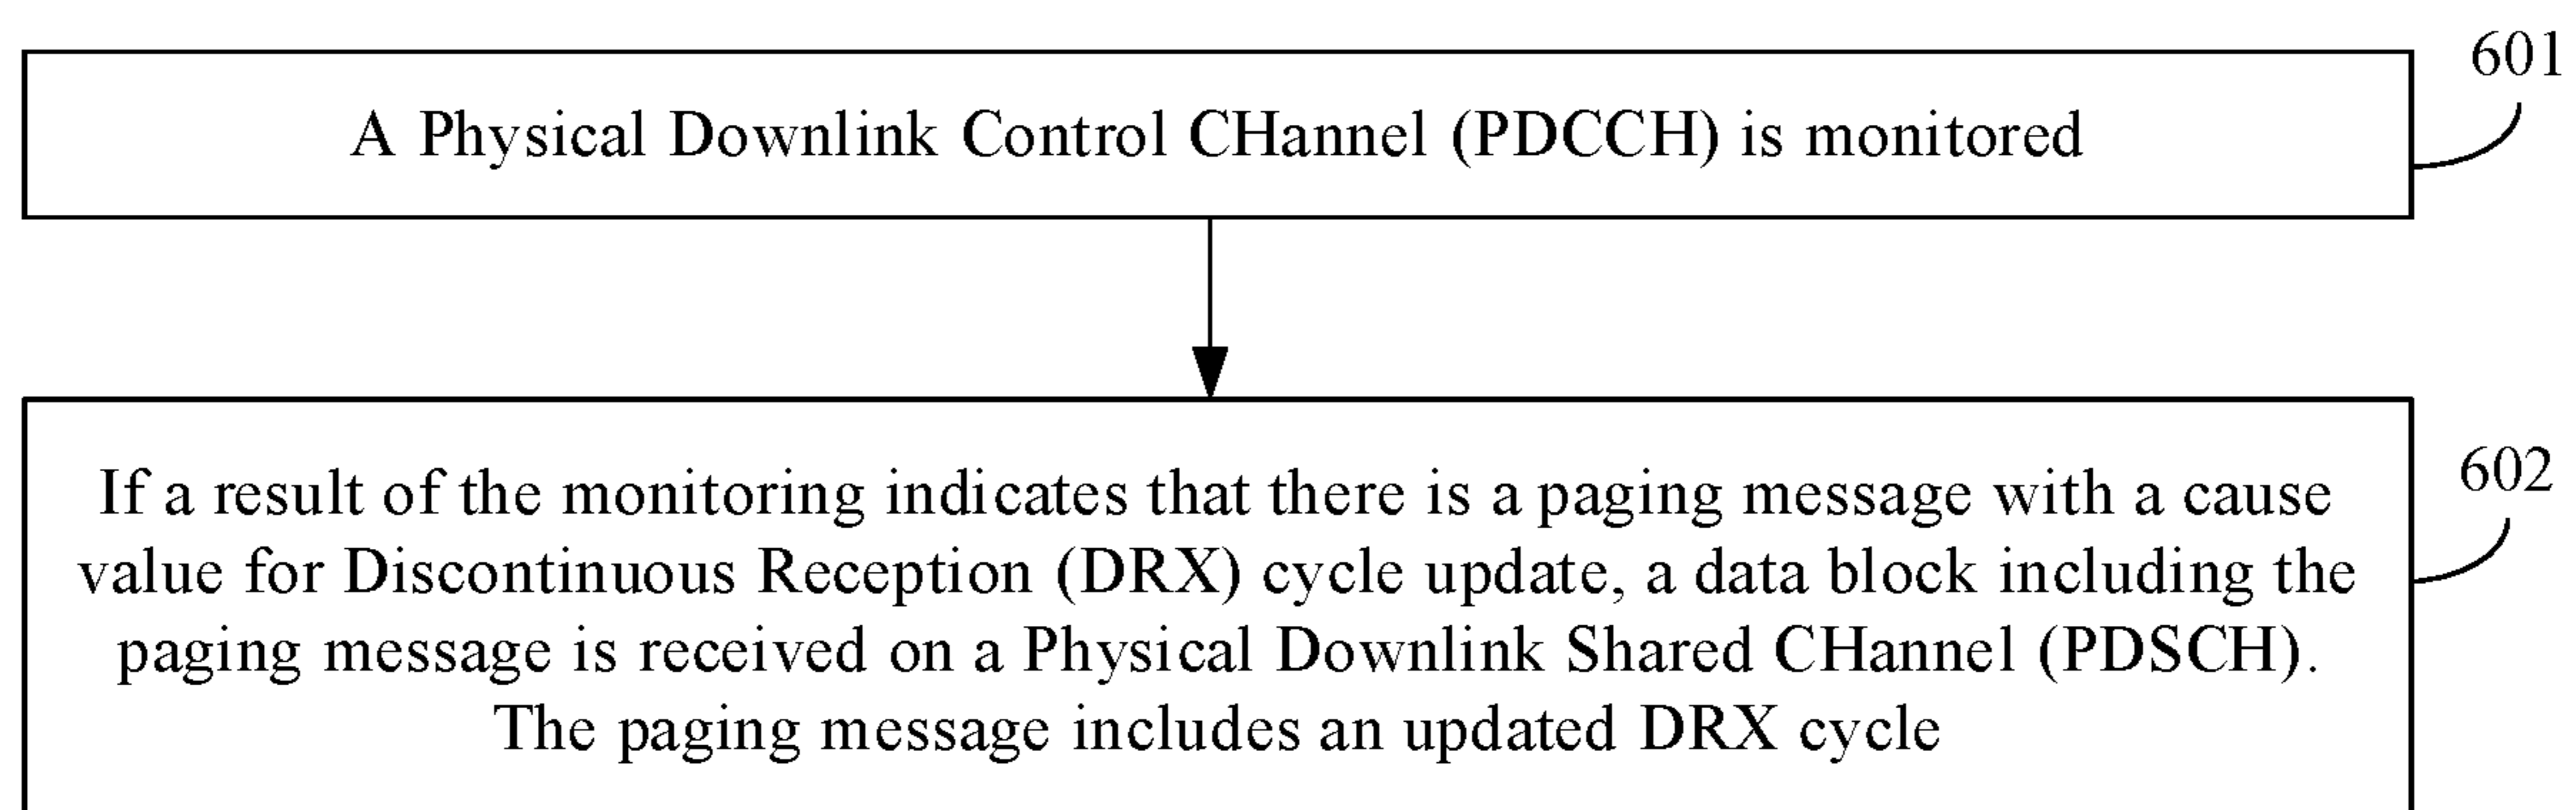 601
A Physical Downlink Control CHannel (PDCCH) is monitored
602
If a result of the monitoring indicates that there is a paging message with a cause
value for Discontinuous Reception (DRX) cycle update, a data block including the
paging message is received on a Physical Downlink Shared CHannel (PDSCH).
The paging message includes an updated DRX cycle